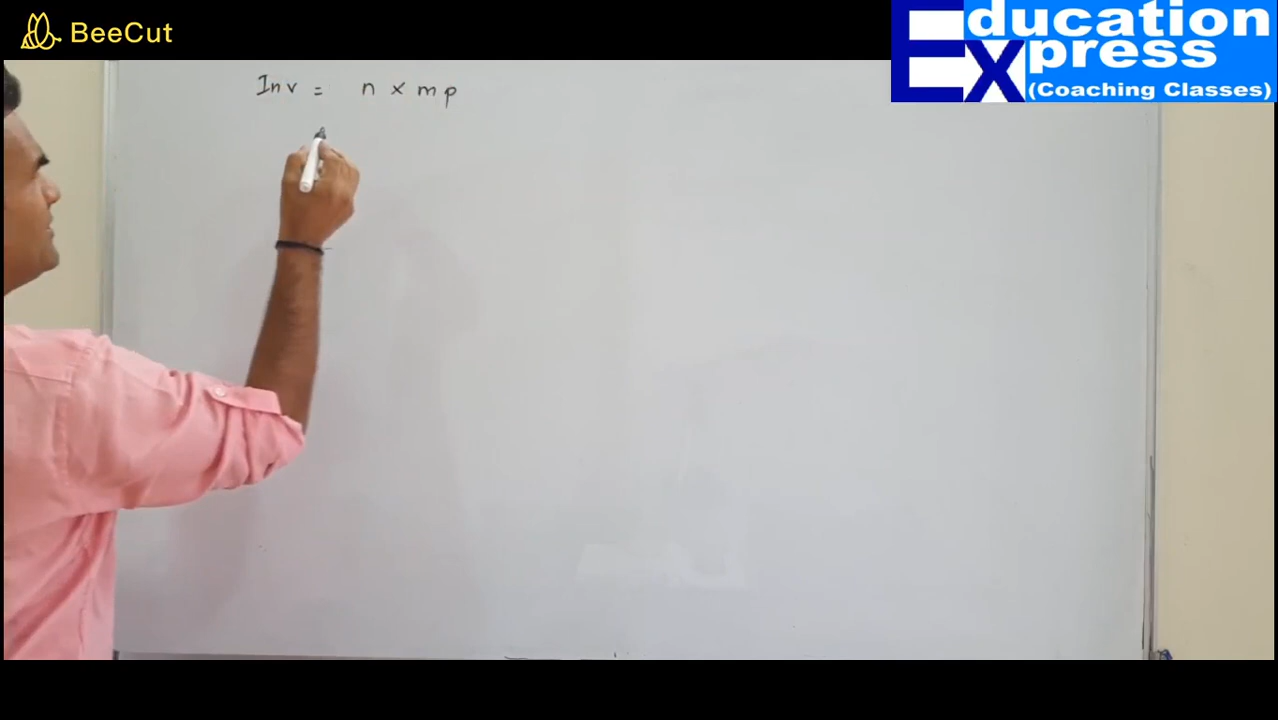 BeeCut
Education
Express
(Coaching Classes)
Inv = n × mp